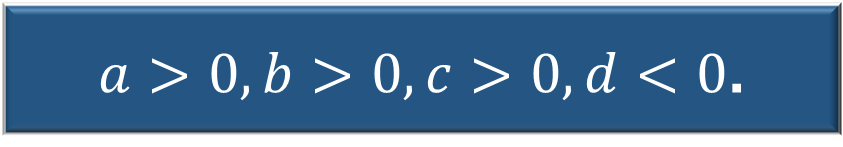 a > 0, b > 0, c > 0, d < 0.